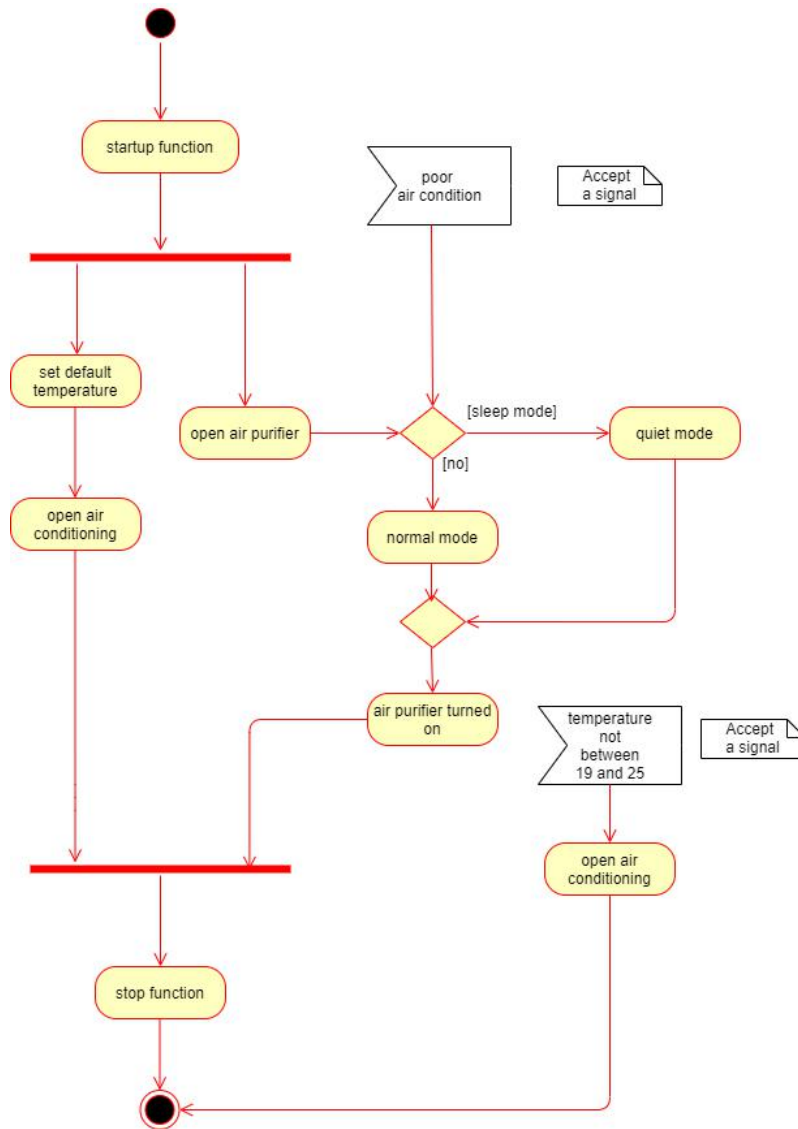 startup function
poor
air condition
Accept
a signal
set default
temperature
open air purifier
[sleep mode]
quiet mode
[no]
open air
conditioning
normal mode
air purifier turned
on
temperature
not
between
19 and 25
Accept
a signal
open air
conditioning
stop function